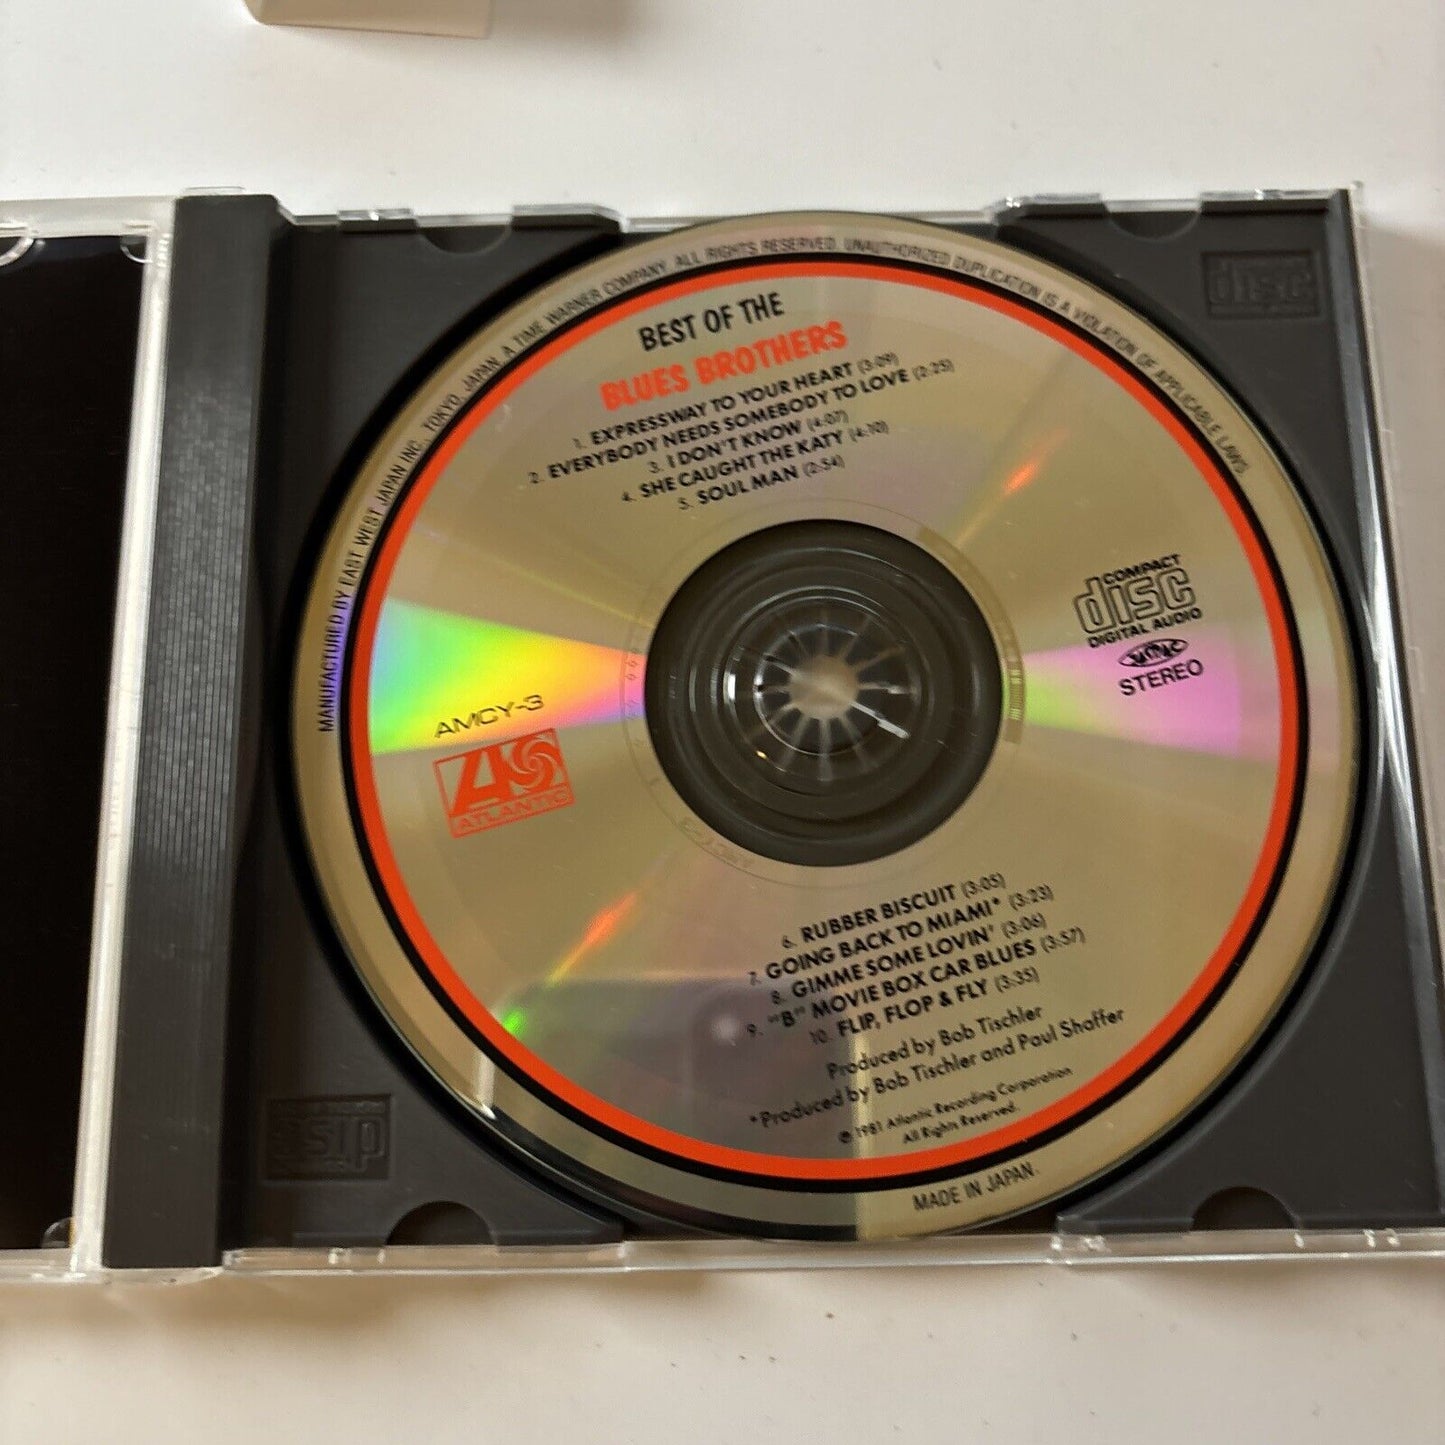 MANUFACTURED BY EAST WEST JAPAN INC., TOKYO, JAPAN. A TIME WARNER COMPANY. ALL RIGHTS RESERVED. UNAUTHORIZED DUPLICATION IS A VIOLATION OF APPLICABLE LAWS.
BEST OF THE
BLUES BROTHERS
1. EXPRESSWAY TO YOUR HEART (3:09)
2. EVERYBODY NEEDS SOMEBODY TO LOVE (2:25)
3. I DON'T KNOW (4:07)
4. SHE CAUGHT THE KATY (4:10)
5. SOUL MAN (2:54)
COMPACT
disc
DIGITAL AUDIO
STEREO
AMCY-3
ATLANTIC
AMCY-3
6. RUBBER BISCUIT (3:05)
7. GOING BACK TO MIAMI* (3:23)
8. GIMME SOME LOVIN' (3:06)
9. "B" MOVIE BOX CAR BLUES (3:57)
10. FLIP, FLOP & FLY (3:35)
Produced by Bob Tischler
*Produced by Bob Tischler and Paul Shaffer
℗ 1981 Atlantic Recording Corporation
All Rights Reserved.
MADE IN JAPAN.
disc
disc